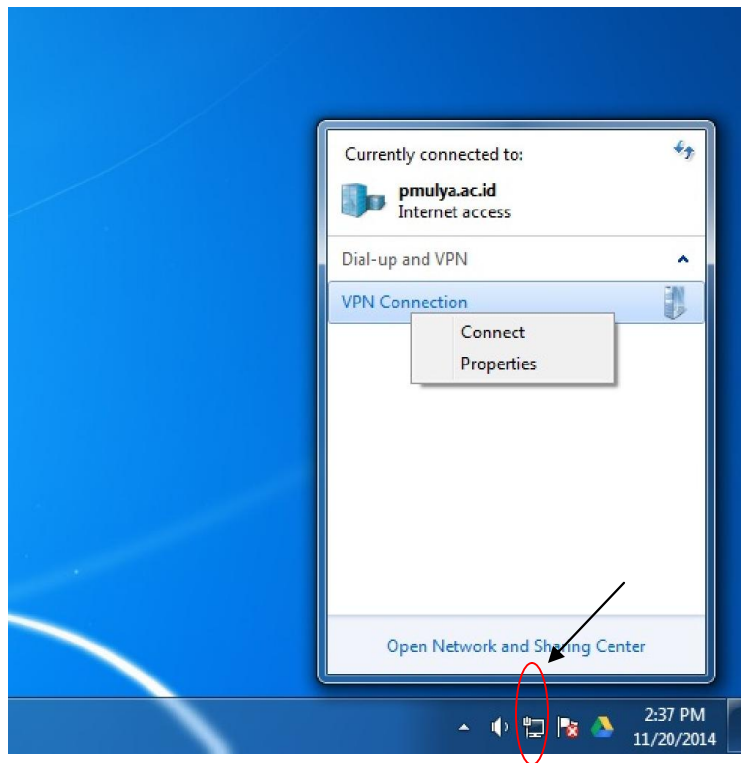 Currently connected to:
pmulya.ac.id
Internet access
Dial-up and VPN
VPN Connection
Connect
Properties
Open Network and Sharing Center
2:37 PM
11/20/2014